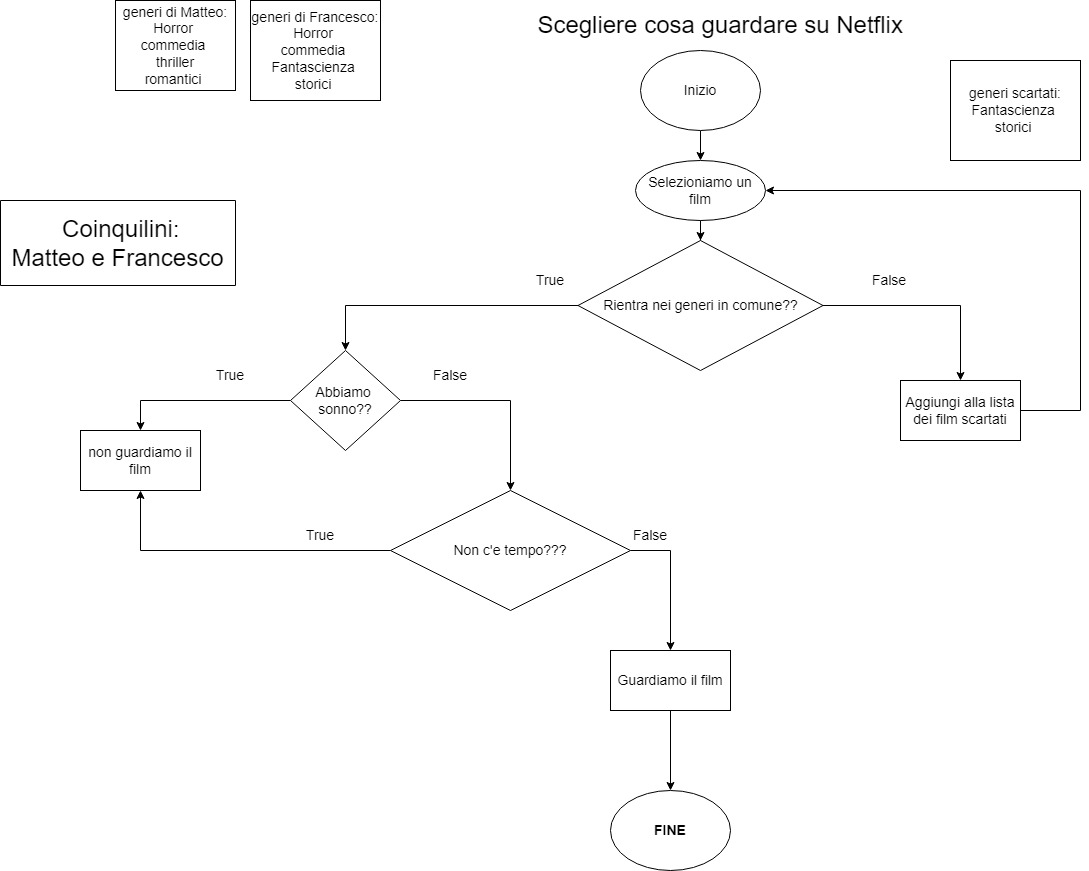 generi di Matteo:
Horror
commedia
thriller
romantici
generi di Francesco:
Horror
commedia
Fantascienza
storici
Scegliere cosa guardare su Netflix
Inizio
generi scartati:
Fantascienza
storici
Selezioniamo un
film
Coinquilini:
Matteo e Francesco
True
False
Rientra nei generi in comune??
True
False
Abbiamo
sonno??
Aggiungi alla lista
dei film scartati
non guardiamo il
film
True
False
Non c'e tempo???
Guardiamo il film
FINE